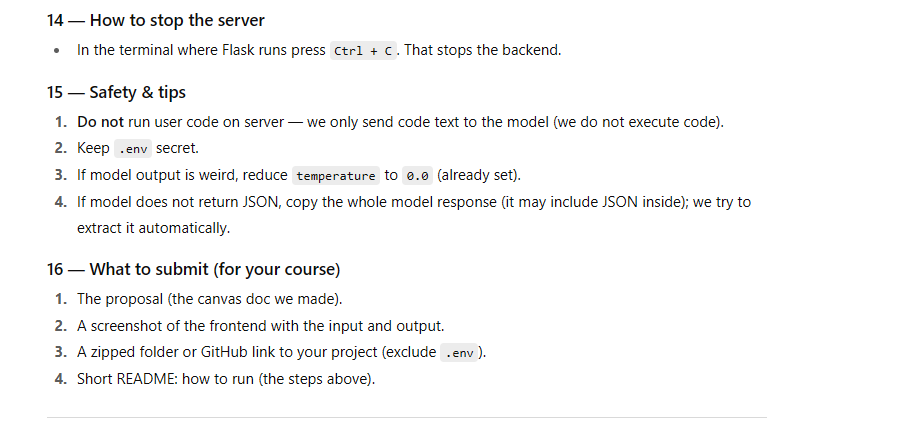 14 — How to stop the server
• In the terminal where Flask runs press Ctrl + C. That stops the backend.
15 — Safety & tips
1. Do not run user code on server — we only send code text to the model (we do not execute code).
2. Keep .env secret.
3. If model output is weird, reduce temperature to 0.0 (already set).
4. If model does not return JSON, copy the whole model response (it may include JSON inside); we try to
extract it automatically.
16 — What to submit (for your course)
1. The proposal (the canvas doc we made).
2. A screenshot of the frontend with the input and output.
3. A zipped folder or GitHub link to your project (exclude .env).
4. Short README: how to run (the steps above).